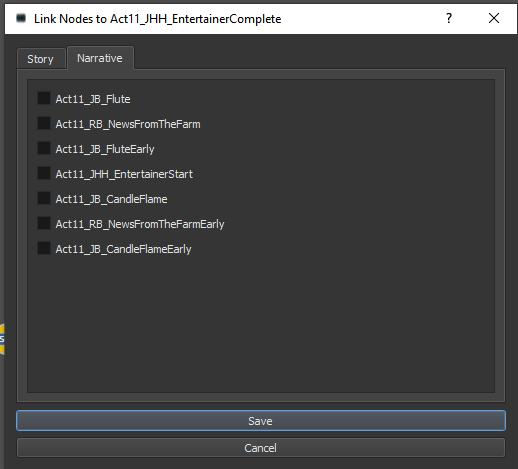 Link Nodes to Act11_JHH_EntertainerComplete
Story
Narrative
Act11_JB_Flute
Act11_RB_NewsFromTheFarm
Act11_JB_FluteEarly
Act11_JHH_EntertainerStart
Act11_JB_CandleFlame
Act11_RB_NewsFromTheFarmEarly
Act11_JB_CandleFlameEarly
Save
Cancel